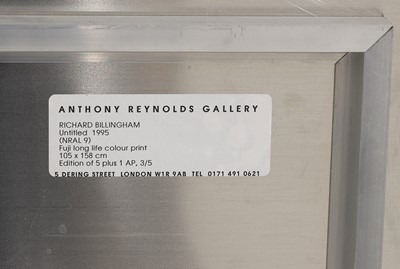 ANTHONY REYNOLDS GALLERY
RICHARD BILLINGHAM
Untitled 1995
(NRAL 9)
Fuji long life colour print
105 x 158 cm
Edition of 5 plus 1 AP, 3/5
5 DERING STREET LONDON W1R 9AB TEL 0171 491 0621